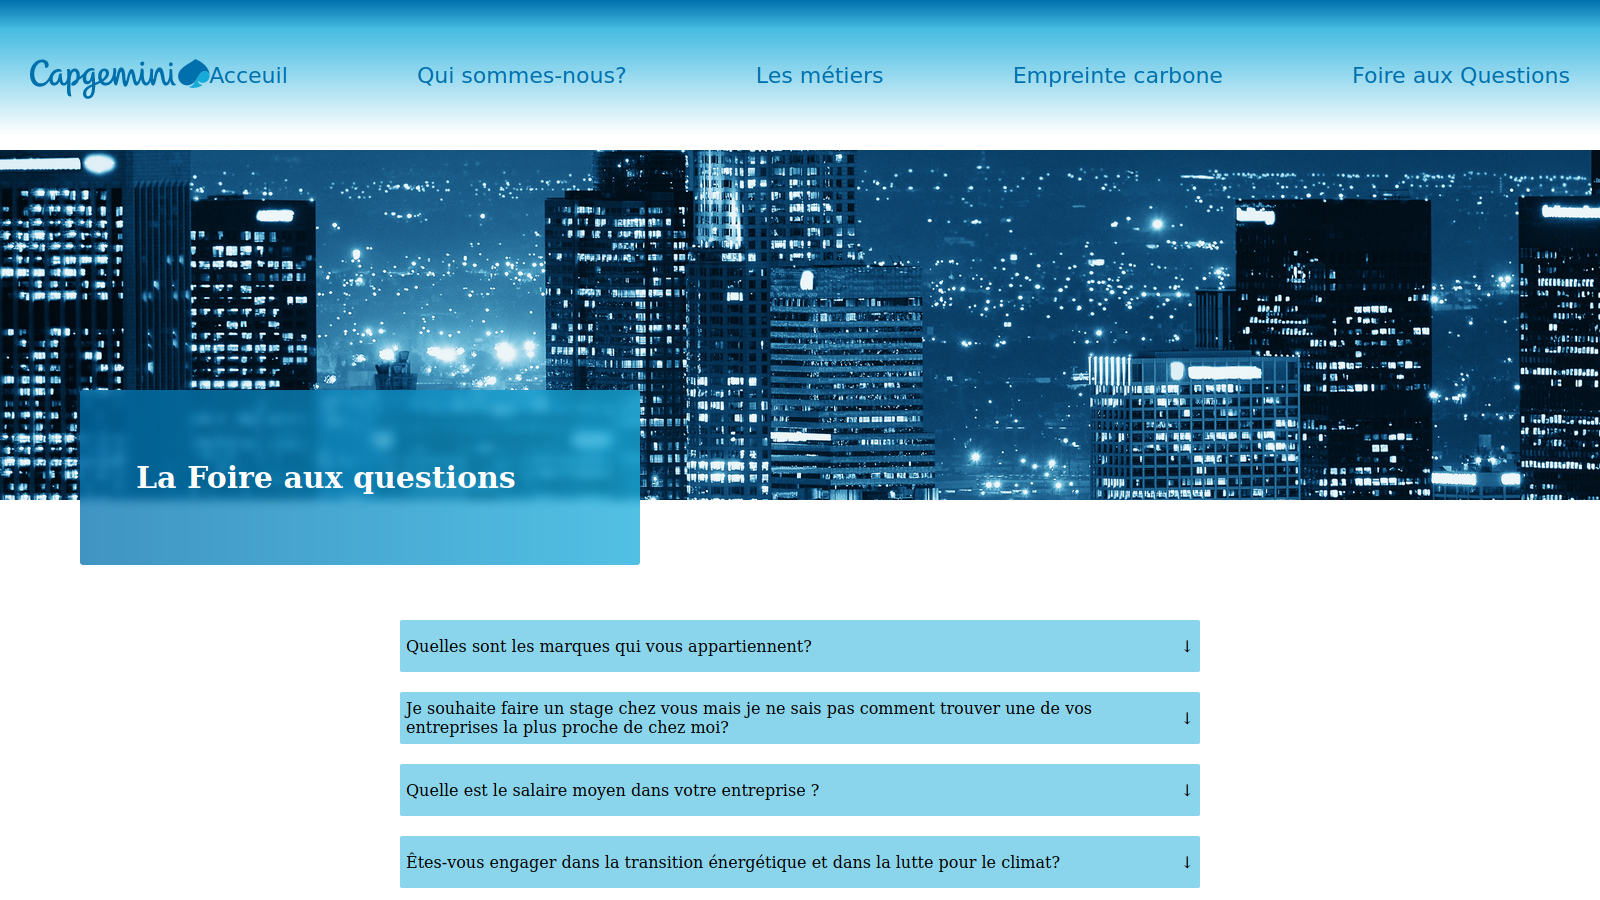 Capgemini
Acceuil
Qui sommes-nous?
Les métiers
Empreinte carbone
Foire aux Questions
La Foire aux questions
Quelles sont les marques qui vous appartiennent? ↓
Je souhaite faire un stage chez vous mais je ne sais pas comment trouver une de vos
entreprises la plus proche de chez moi? ↓
Quelle est le salaire moyen dans votre entreprise ? ↓
Êtes-vous engager dans la transition énergétique et dans la lutte pour le climat? ↓